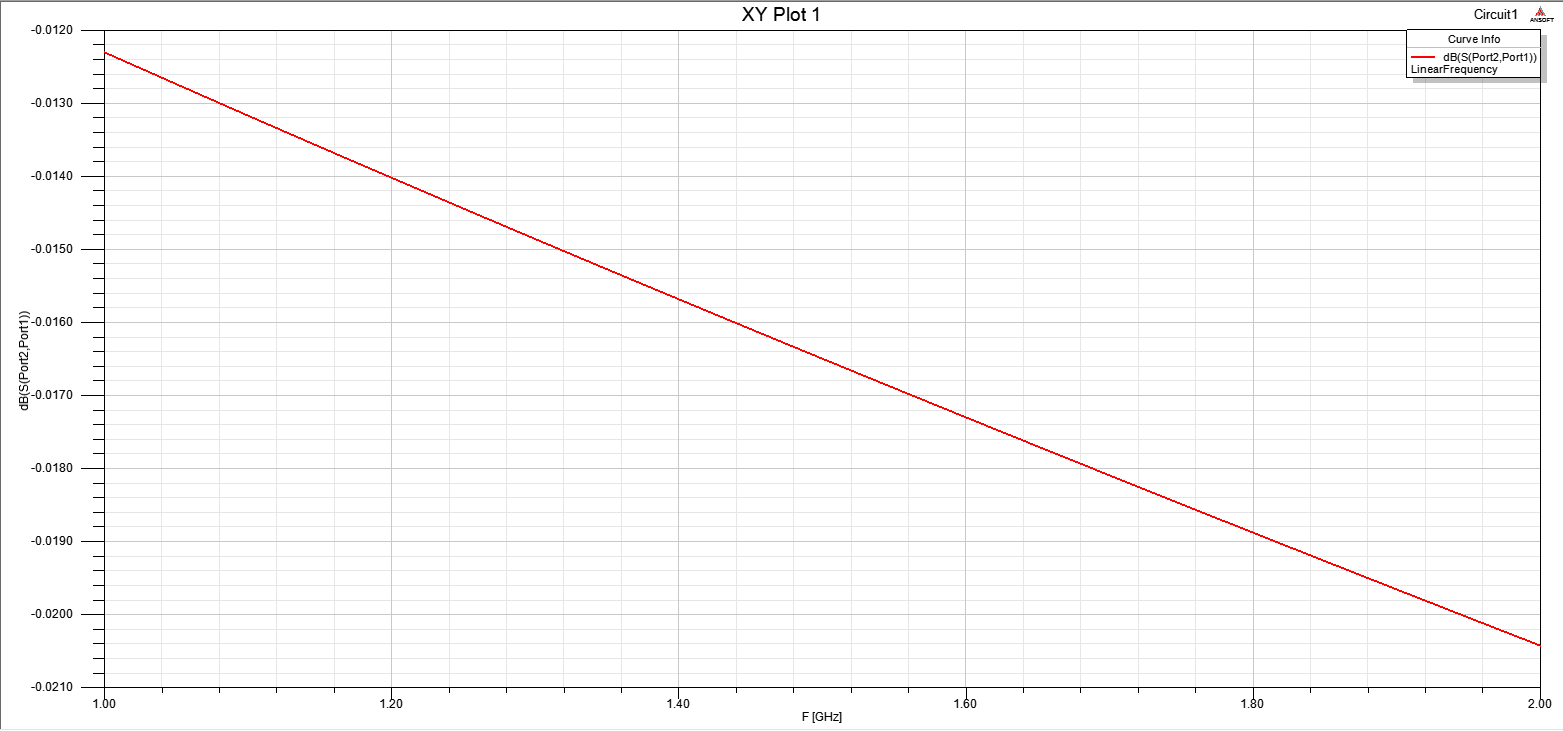 XY Plot 1
Circuit1
ANSOFT
Curve Info
dB(S(Port2,Port1))
LinearFrequency
-0.0120
-0.0130
-0.0140
-0.0150
-0.0160
-0.0170
-0.0180
-0.0190
-0.0200
-0.0210
dB(S(Port2,Port1))
1.00 1.20 1.40 1.60 1.80 2.00
F [GHz]